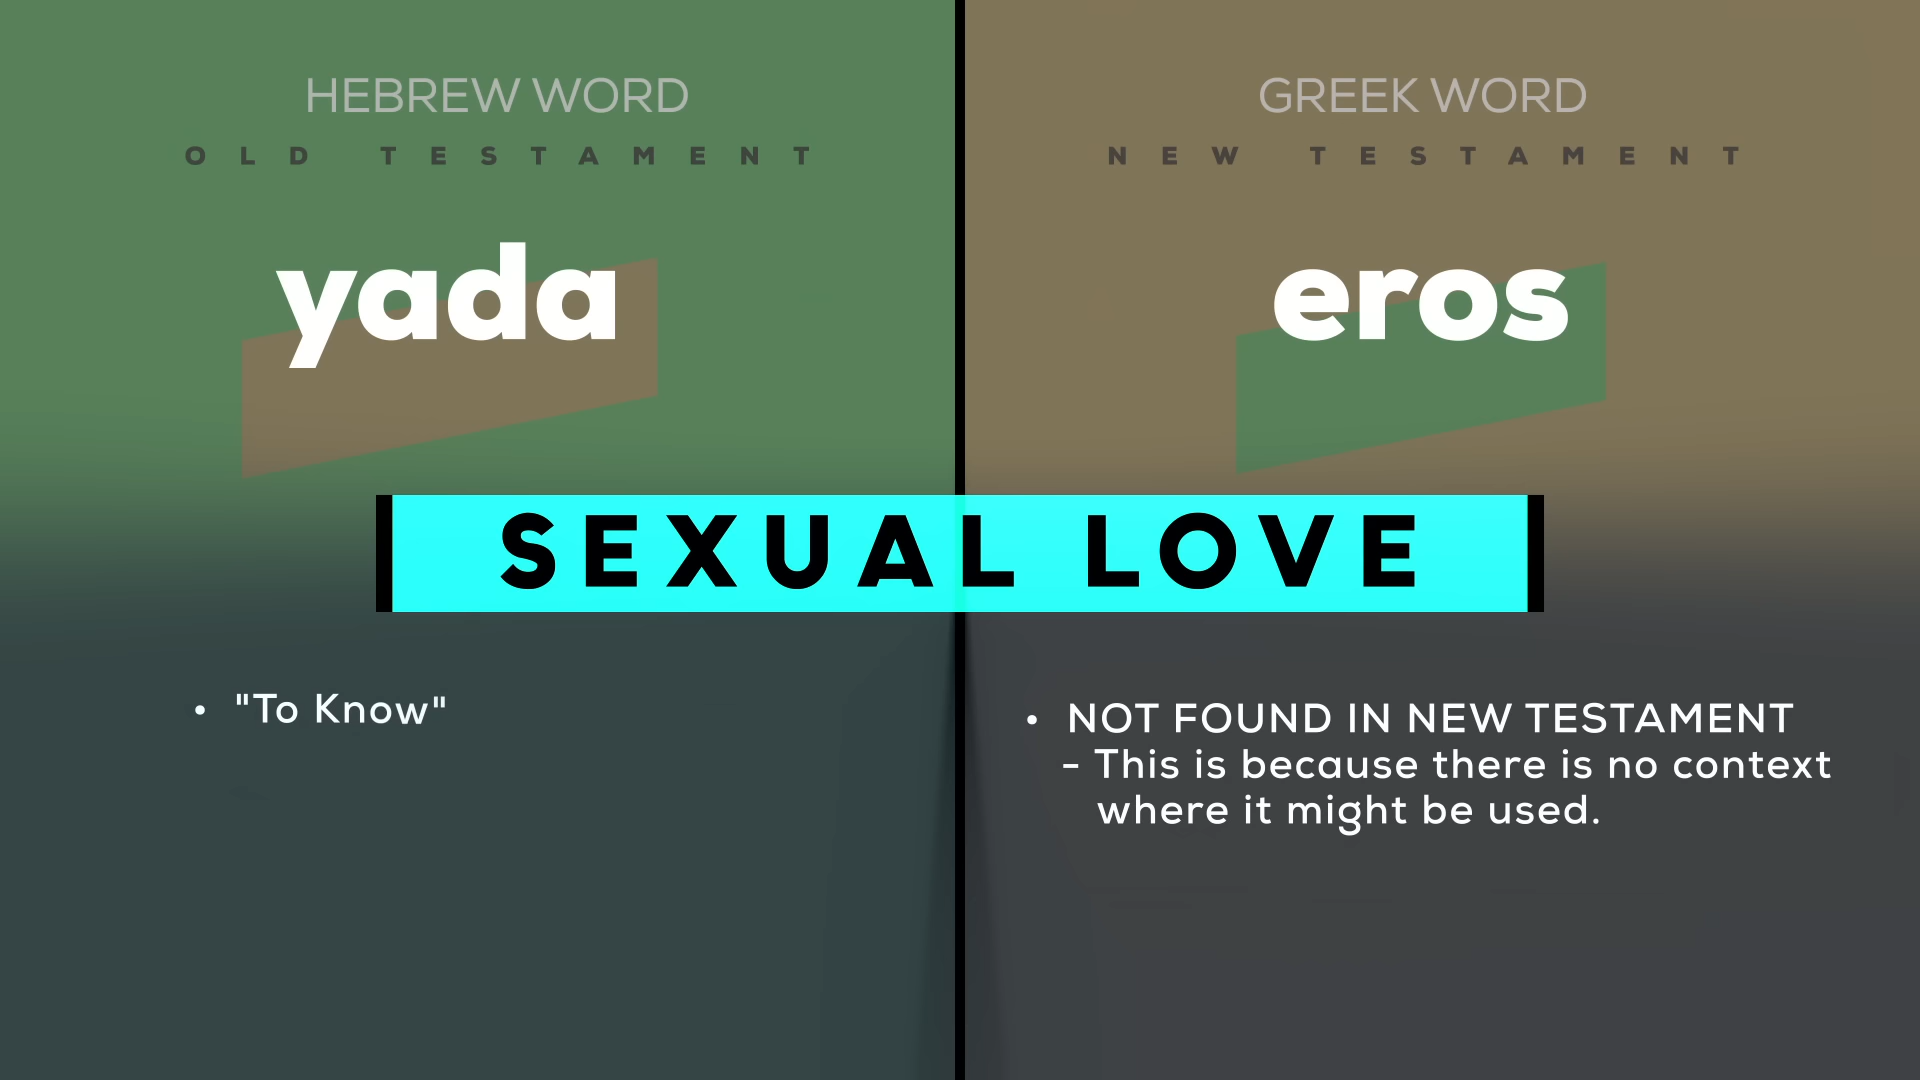 HEBREW WORD
OLD TESTAMENT
yada
GREEK WORD
NEW TESTAMENT
eros
SEXUAL LOVE
• "To Know"
• NOT FOUND IN NEW TESTAMENT
- This is because there is no context
where it might be used.